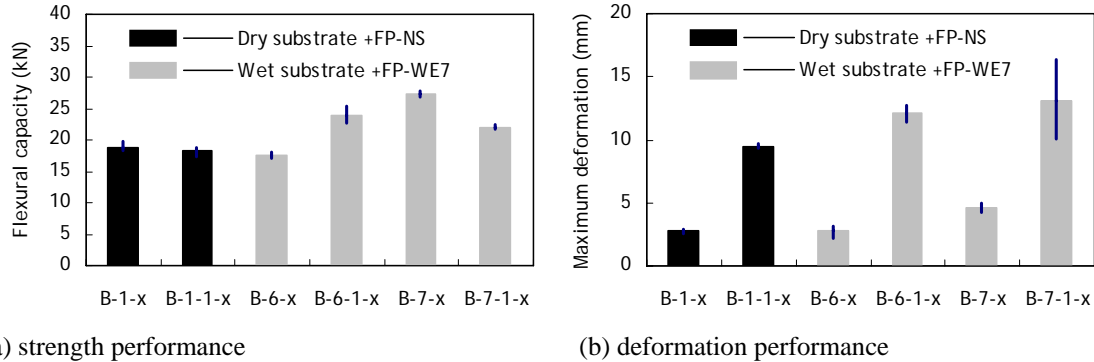 Flexural capacity (kN)
40
35
30
25
20
15
10
5
0
Dry substrate +FP-NS
Wet substrate +FP-WE7
B-1-x B-1-1-x B-6-x B-6-1-x B-7-x B-7-1-x
) strength performance
Maximum deformation (mm)
20
15
10
5
0
Dry substrate +FP-NS
Wet substrate +FP-WE7
B-1-x B-1-1-x B-6-x B-6-1-x B-7-x B-7-1-x
(b) deformation performance